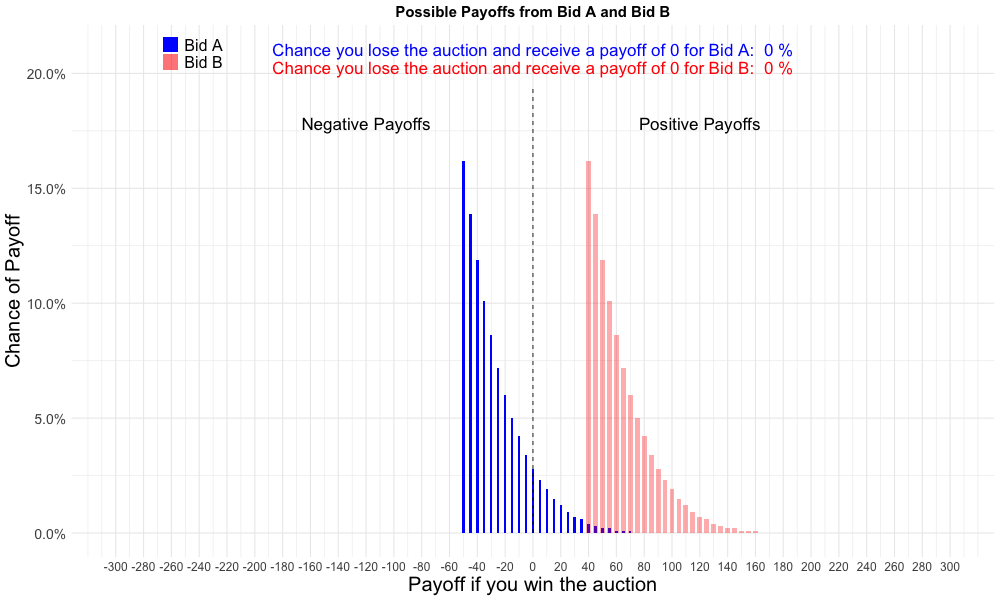 Possible Payoffs from Bid A and Bid B
Bid A
Bid B
Chance you lose the auction and receive a payoff of 0 for Bid A:  0 %
Chance you lose the auction and receive a payoff of 0 for Bid B:  0 %
Negative Payoffs
Positive Payoffs
Chance of Payoff
20.0%
15.0%
10.0%
5.0%
0.0%
-300 -280 -260 -240 -220 -200 -180 -160 -140 -120 -100 -80 -60 -40 -20 0 20 40 60 80 100 120 140 160 180 200 220 240 260 280 300
Payoff if you win the auction